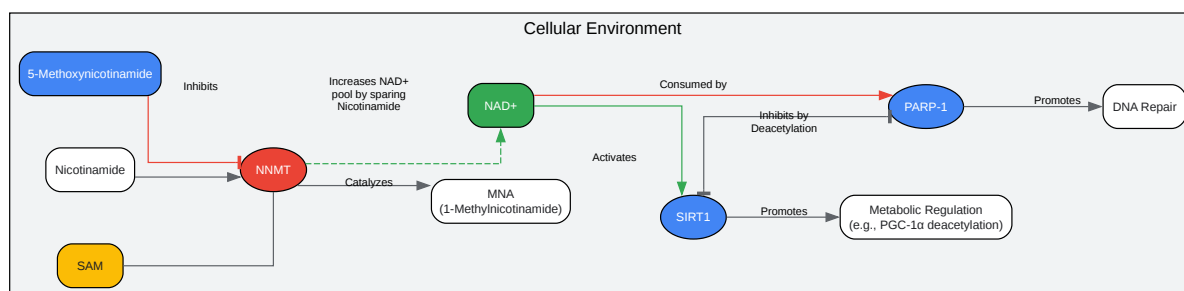 Cellular Environment
5-Methoxynicotinamide
Inhibits
Increases NAD+
pool by sparing
Nicotinamide
NAD+
Consumed by
PARP-1
Promotes
DNA Repair
Inhibits by
Deacetylation
Nicotinamide
NNMT
Catalyzes
Activates
MNA
(1-Methylnicotinamide)
SIRT1
Promotes
Metabolic Regulation
(e.g., PGC-1α deacetylation)
SAM